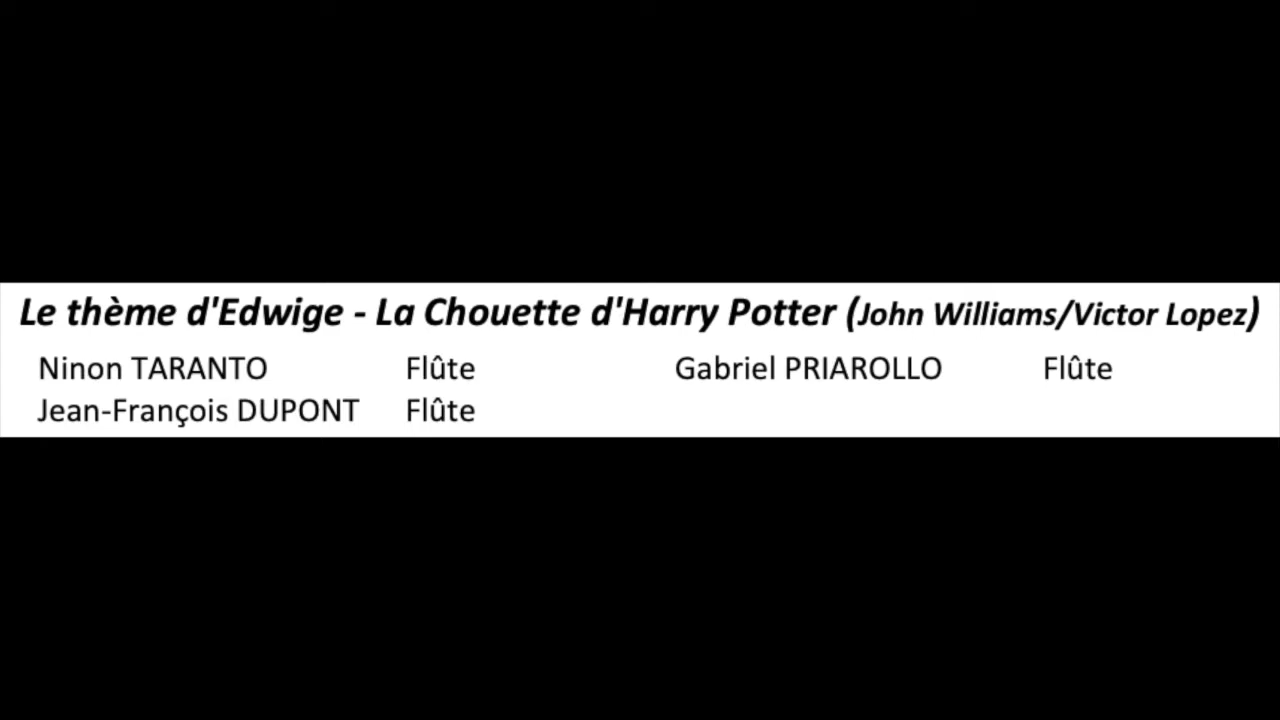 Le thème d'Edwige - La Chouette d'Harry Potter (John Williams/Victor Lopez)
Ninon TARANTO Flûte Gabriel PRIAROLLO Flûte
Jean-François DUPONT Flûte